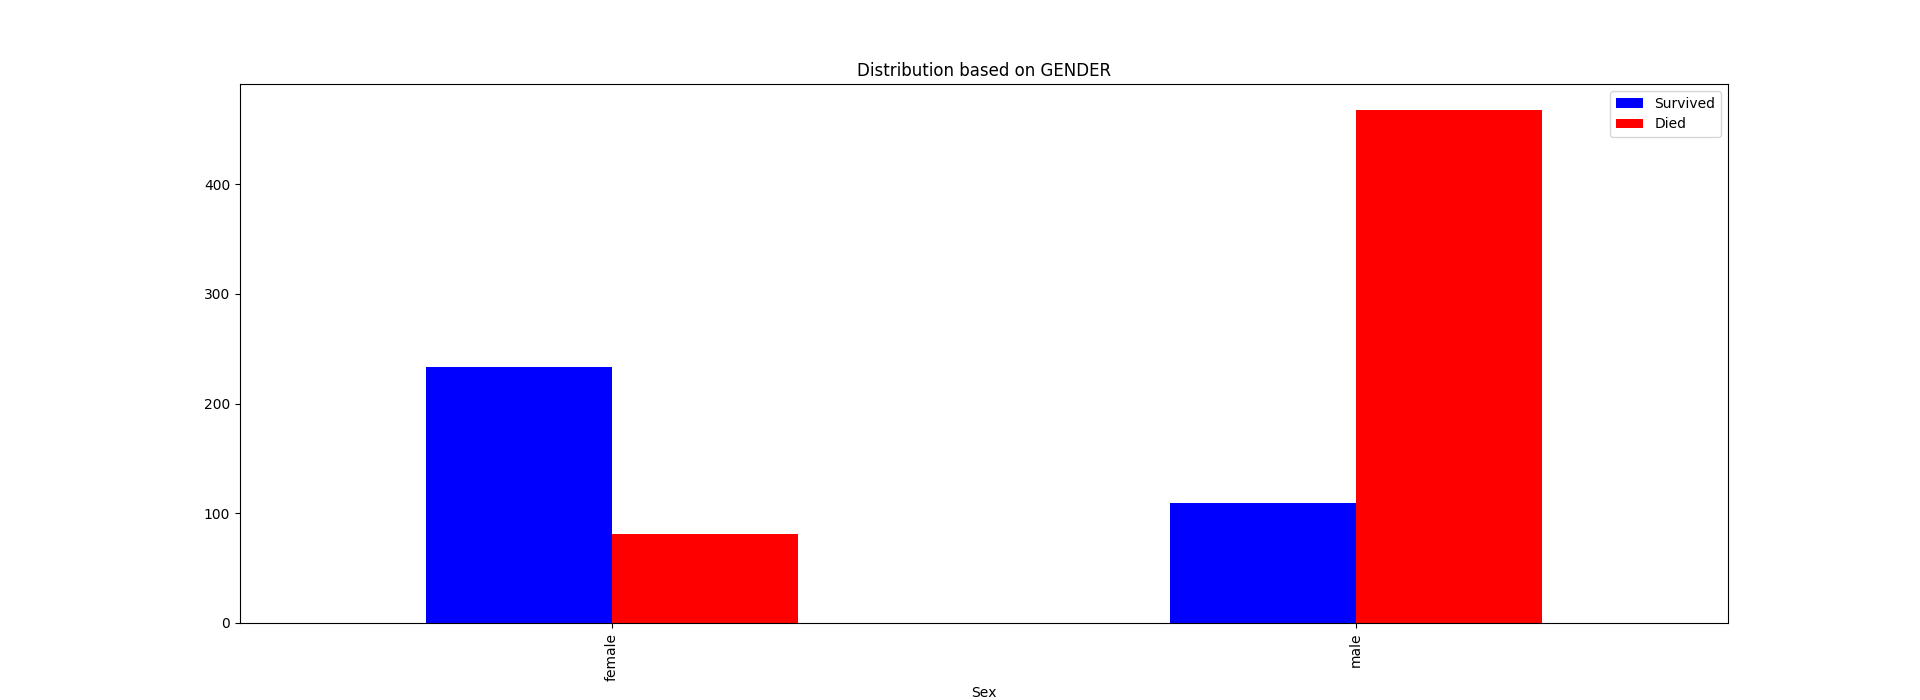 Distribution based on GENDER
Survived
Died
400
300
200
100
0
female
male
Sex